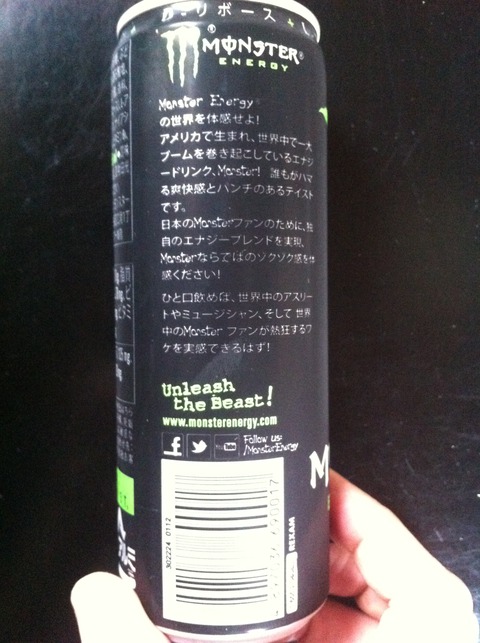 リボース +
MONSTER
ENERGY
Monster Energy
の世界を体感せよ!
アメリカで生まれ、世界中で一大
ブームを巻き起こしているエナジ
ードリンク、Monster! 誰もがハマ
る爽快感とパンチのあるテイスト
です。
日本のMonsterファンのために、独
自のエナジーブレンドを実現、
Monsterならではのゾクゾク感を体
感ください!
ひと口飲めば、世界中のアスリー
トやミュージシャン、そして 世界
中のMonster ファンが熱狂するワ
ケを実感できるはず!
Unleash
the Beast!
www.monsterenergy.com
f
You Tube
Follow us:
/MonsterEnergy
302224 0112
REXAM
M